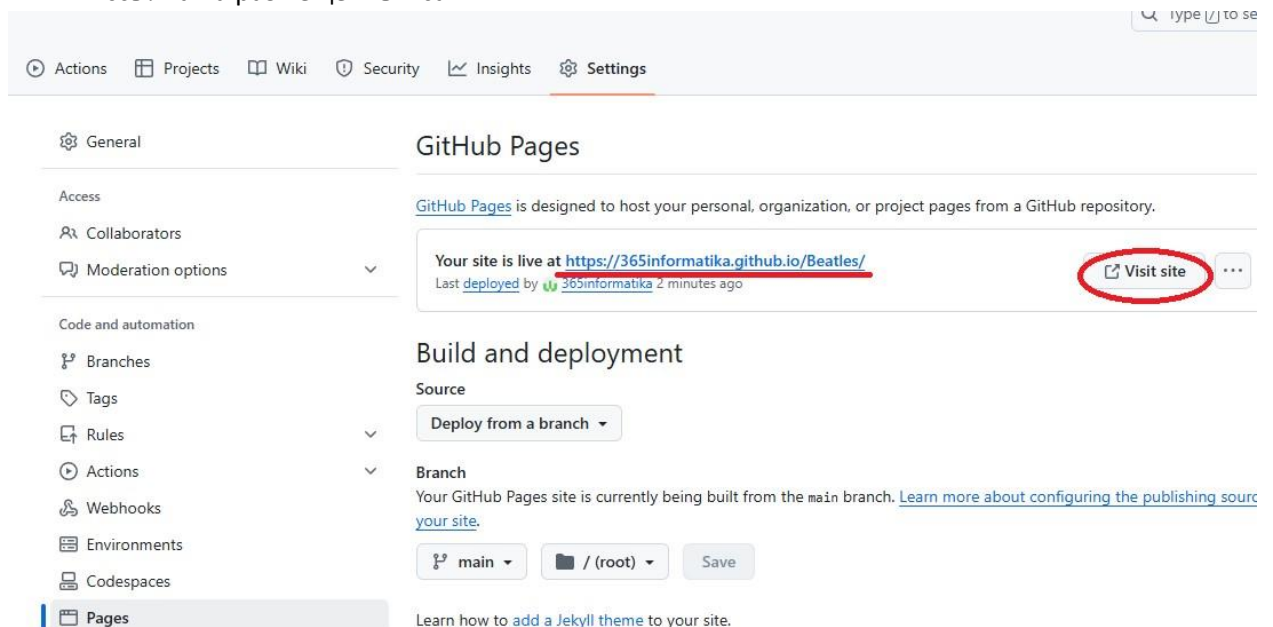 Type / to se
Actions Projects Wiki Security Insights Settings
General
Access
Collaborators
Moderation options
Code and automation
Branches
Tags
Rules
Actions
Webhooks
Environments
Codespaces
Pages
GitHub Pages
GitHub Pages is designed to host your personal, organization, or project pages from a GitHub repository.
Your site is live at https://365informatika.github.io/Beatles/
Last deployed by 365informatika 2 minutes ago
Visit site
Build and deployment
Source
Deploy from a branch
Branch
Your GitHub Pages site is currently being built from the main branch. Learn more about configuring the publishing sourc
your site.
main / (root) Save
Learn how to add a Jekyll theme to your site.